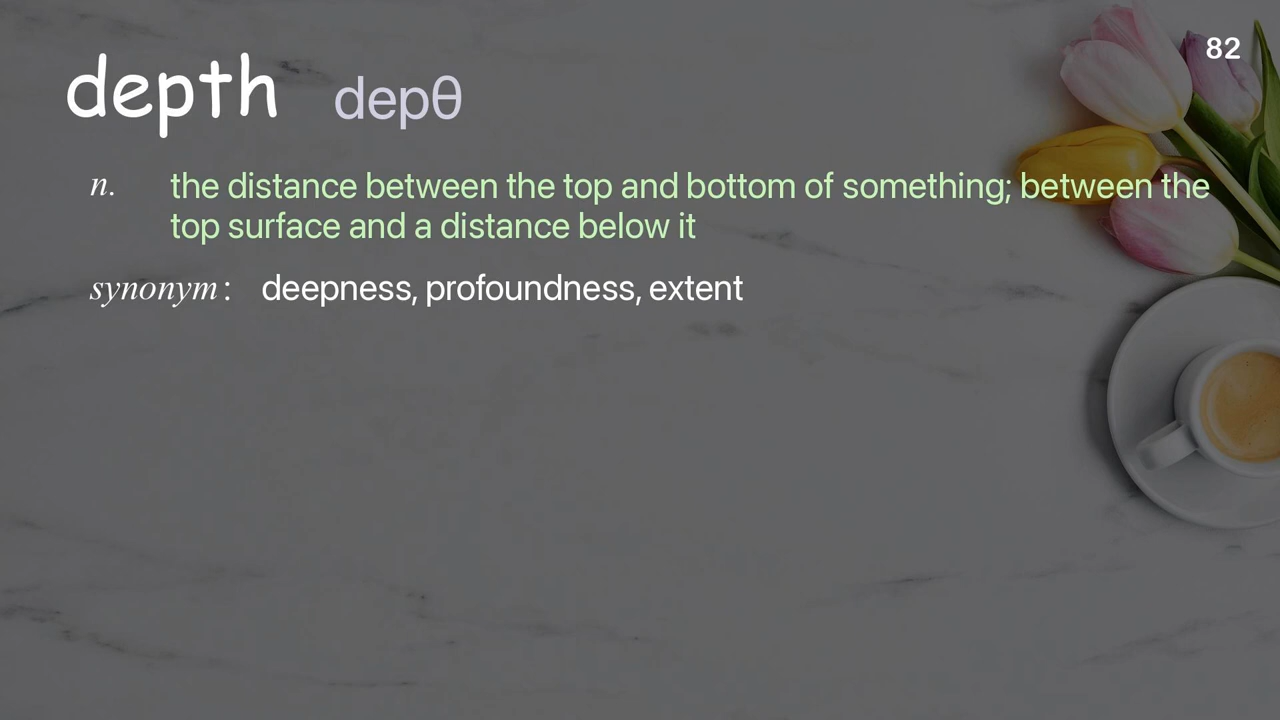 82
depth depθ
n. the distance between the top and bottom of something; between the
top surface and a distance below it
synonym: deepness, profoundness, extent